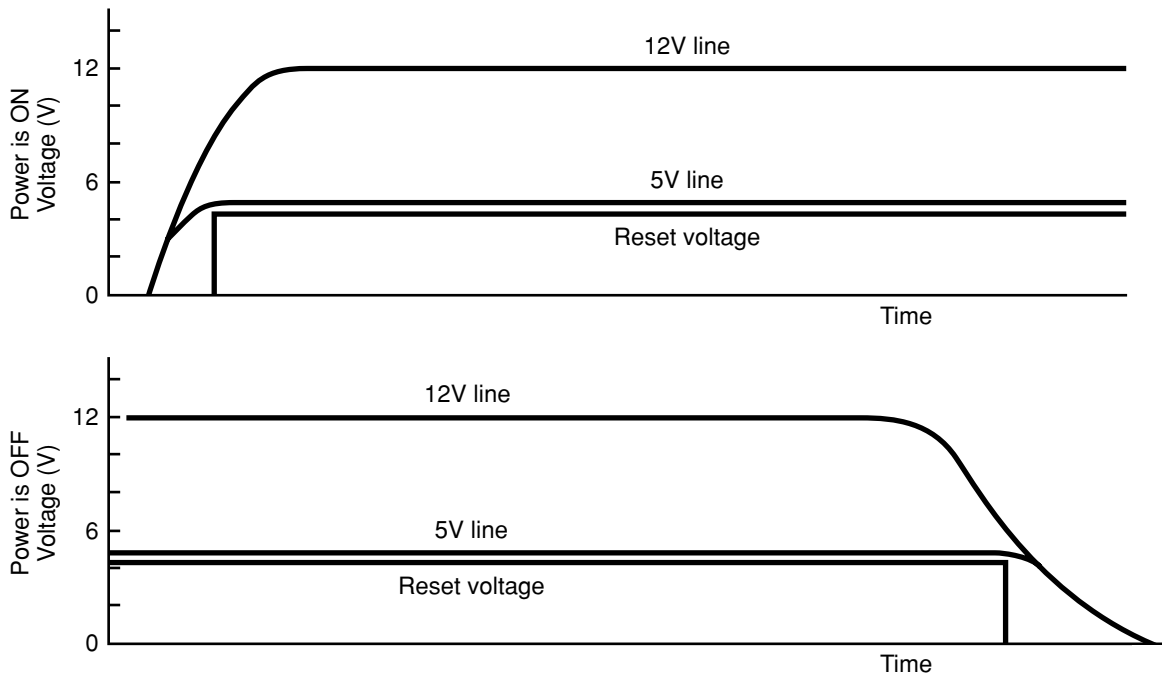 Power is ON
Voltage (V)
12
6
0
12V line
5V line
Reset voltage
Time
Power is OFF
Voltage (V)
12
6
0
12V line
5V line
Reset voltage
Time